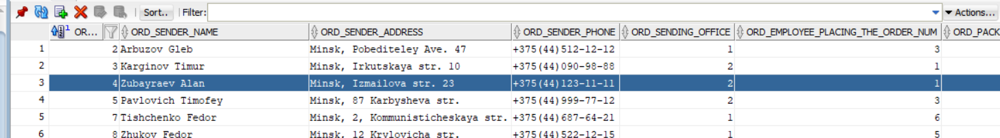 Sort.. Filter: Actions...
1 OR... ORD_SENDER_NAME ORD_SENDER_ADDRESS ORD_SENDER_PHONE ORD_SENDING_OFFICE ORD_EMPLOYEE_PLACING_THE_ORDER_NUM ORD_PACK
1 2 Arbuzov Gleb Minsk, Pobediteley Ave. 47 +375(44)512-12-12 1 3
2 3 Karginov Timur Minsk, Irkutskaya str. 10 +375(44)090-98-88 2 1
3 4 Zubayraev Alan Minsk, Izmailova str. 23 +375(44)123-11-11 2 1
4 5 Pavlovich Timofey Minsk, 87 Karbysheva str. +375(44)999-77-12 2 3
5 7 Tishchenko Fedor Minsk, 2, Kommunisticheskaya str. +375(44)687-64-21 1 6
6 8 Zhukov Fedor Minsk, 12 Krylovicha str. +375(44)522-12-15 1 5